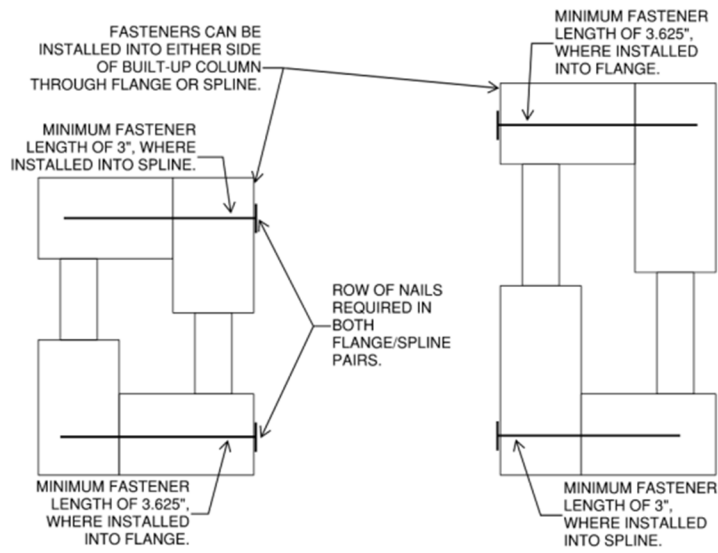 FASTENERS CAN BE
INSTALLED INTO EITHER SIDE
OF BUILT-UP COLUMN
THROUGH FLANGE OR SPLINE.
MINIMUM FASTENER
LENGTH OF 3.625",
WHERE INSTALLED
INTO FLANGE.
MINIMUM FASTENER
LENGTH OF 3", WHERE
INSTALLED INTO SPLINE.
ROW OF NAILS
REQUIRED IN
BOTH
FLANGE/SPLINE
PAIRS.
MINIMUM FASTENER
LENGTH OF 3.625",
WHERE INSTALLED
INTO FLANGE.
MINIMUM FASTENER
LENGTH OF 3",
WHERE INSTALLED
INTO SPLINE.